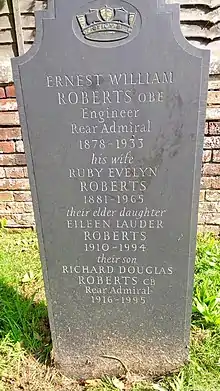 ERNEST WILLIAM
ROBERTS OBE
Engineer
Rear Admiral
1878-1933
his wife
RUBY EVELYN
ROBERTS
1881-1965
their elder daughter
EILEEN LAUDER
ROBERTS
1910-1994
their son
RICHARD DOUGLAS
ROBERTS CB
Rear Admiral
1916-1995